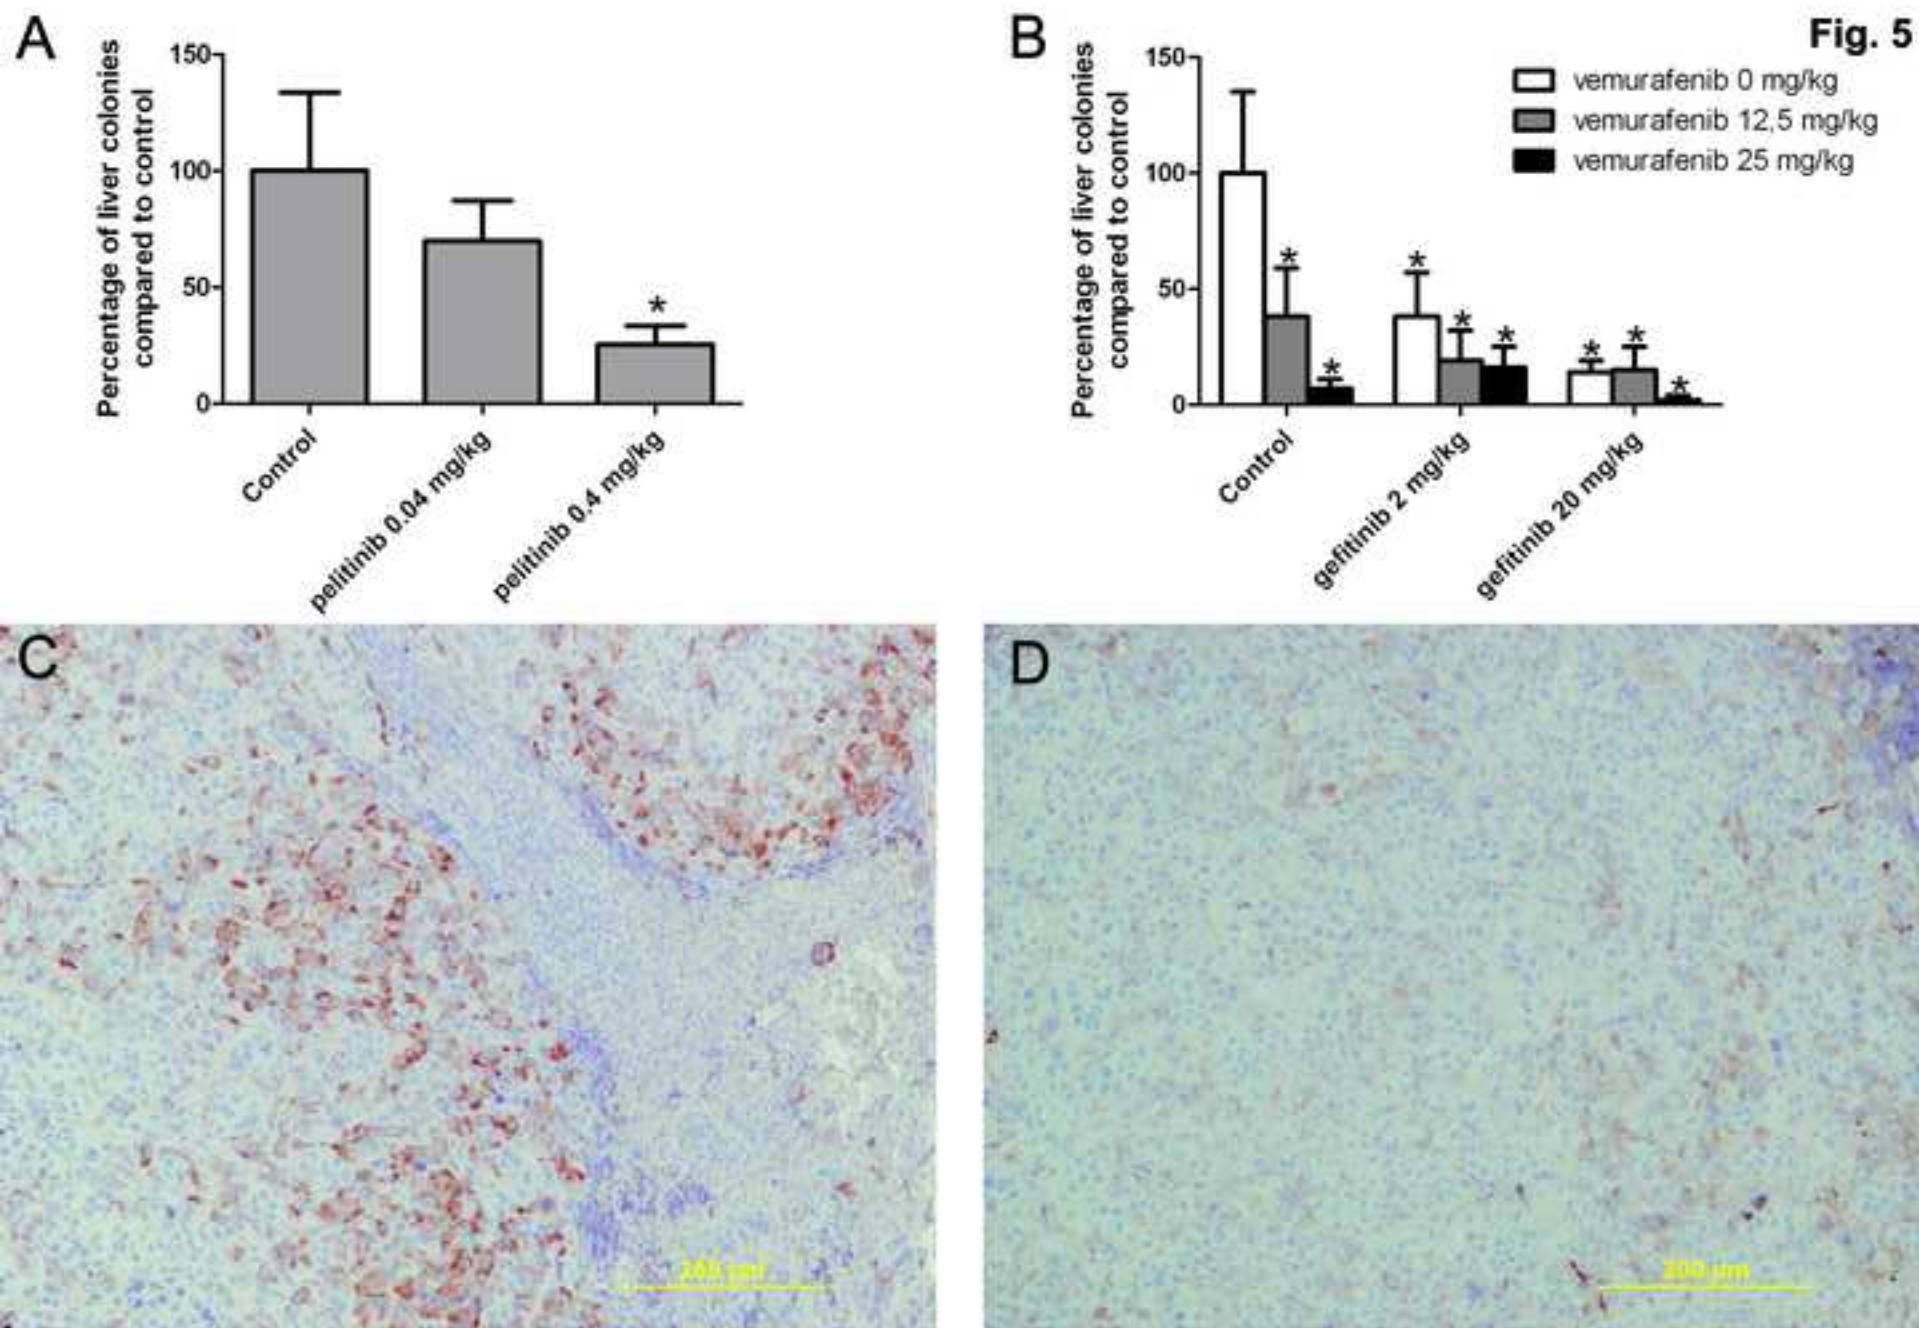 A
Percentage of liver colonies
compared to control
150
100
50
0
*
Control
pelitinib 0.04 mg/kg
pelitinib 0.4 mg/kg
B
Fig. 5
Percentage of liver colonies
compared to control
150
100
50
0
vemurafenib 0 mg/kg
vemurafenib 12,5 mg/kg
vemurafenib 25 mg/kg
* * * * * * * *
Control
gefitinib 2 mg/kg
gefitinib 20 mg/kg
C
D
200 um